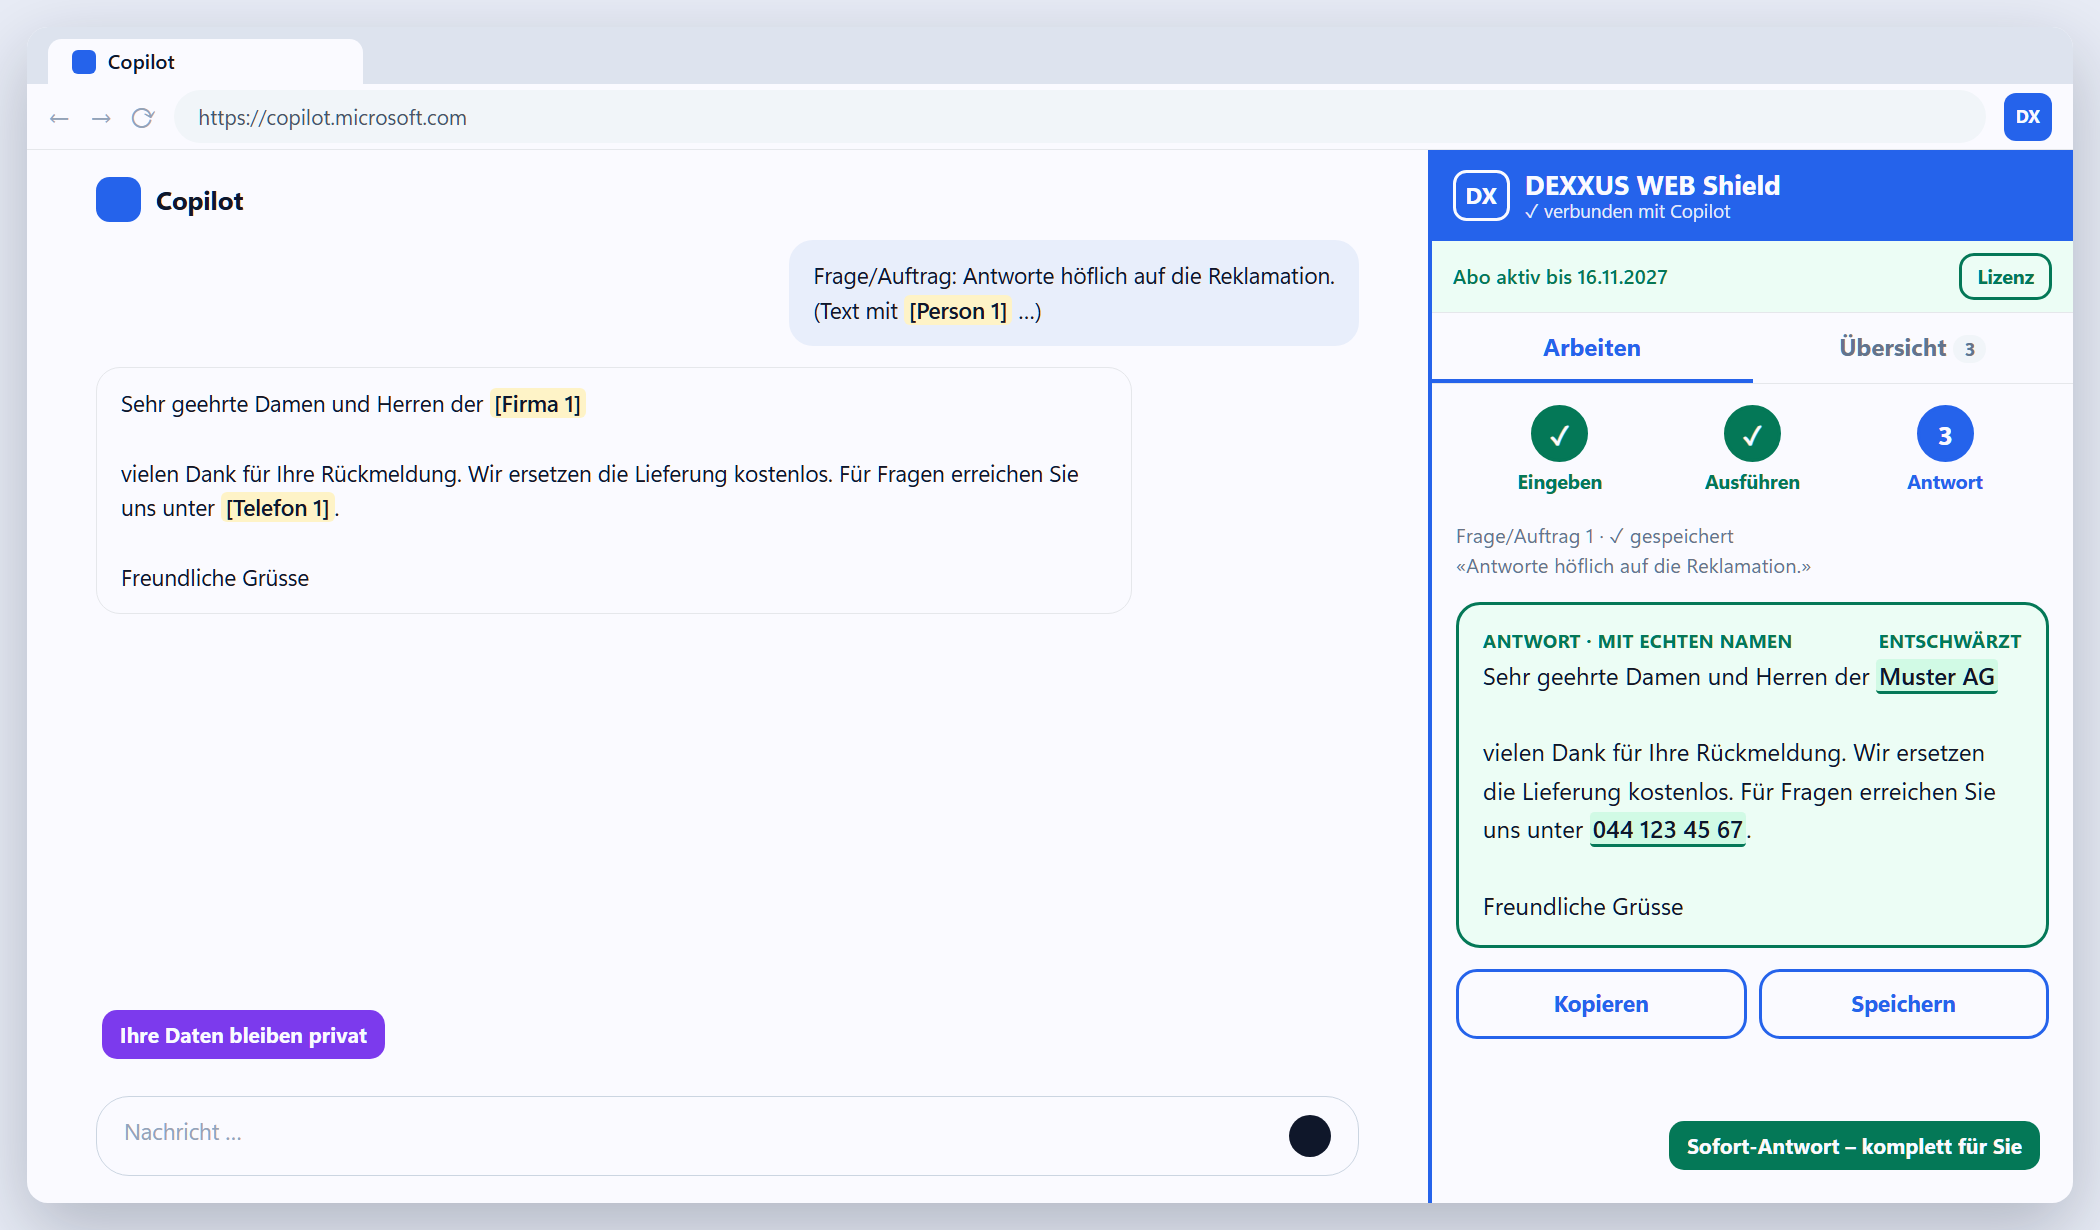 Copilot
https://copilot.microsoft.com
DX
Copilot
Frage/Auftrag: Antworte höflich auf die Reklamation.
(Text mit [Person 1] ...)
Sehr geehrte Damen und Herren der [Firma 1]
vielen Dank für Ihre Rückmeldung. Wir ersetzen die Lieferung kostenlos. Für Fragen erreichen Sie
uns unter [Telefon 1].
Freundliche Grüsse
Ihre Daten bleiben privat
Nachricht ...
DX
DEXXUS WEB Shield
✓ verbunden mit Copilot
Abo aktiv bis 16.11.2027
Lizenz
Arbeiten
Übersicht 3
✓
✓
3
Eingeben
Ausführen
Antwort
Frage/Auftrag 1 · ✓ gespeichert
«Antworte höflich auf die Reklamation.»
ANTWORT · MIT ECHTEN NAMEN
ENTSCHWÄRZT
Sehr geehrte Damen und Herren der Muster AG
vielen Dank für Ihre Rückmeldung. Wir ersetzen
die Lieferung kostenlos. Für Fragen erreichen Sie
uns unter 044 123 45 67.
Freundliche Grüsse
Kopieren
Speichern
Sofort-Antwort – komplett für Sie